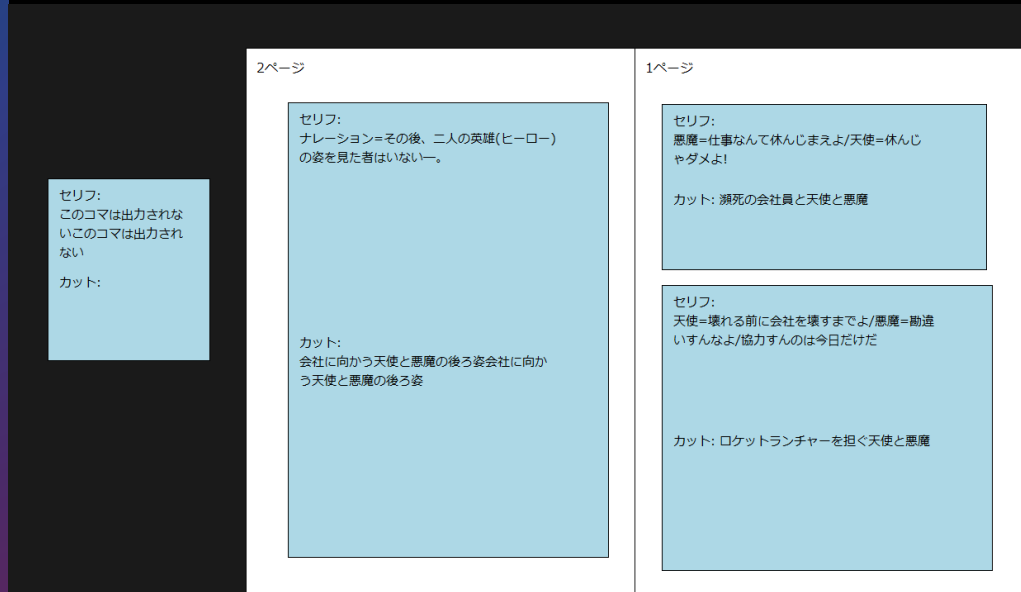 1ページ
セリフ:
悪魔=仕事なんて休んじまえよ/天使=休んじ
ゃダメよ!
カット: 瀕死の会社員と天使と悪魔
セリフ:
天使=壊れる前に会社を壊すまでよ/悪魔=勘違
いすんなよ/協力すんのは今日だけだ
カット: ロケットランチャーを担ぐ天使と悪魔
2ページ
セリフ:
ナレーション=その後、二人の英雄(ヒーロー)
の姿を見た者はいない―。
カット:
会社に向かう天使と悪魔の後ろ姿会社に向か
う天使と悪魔の後ろ姿
セリフ:
このコマは出力されな
いこのコマは出力され
ない
カット: